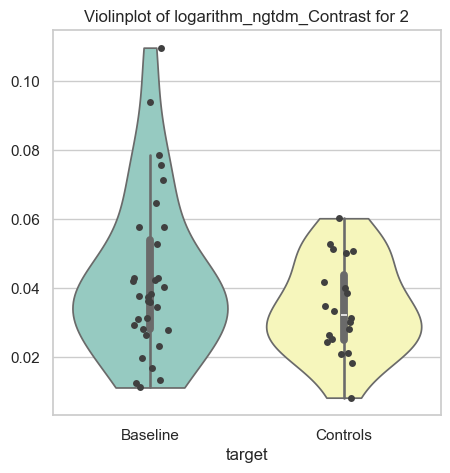 Violinplot of logarithm_ngtdm_Contrast for 2
0.10
0.08
0.06
0.04
0.02
Baseline Controls
target